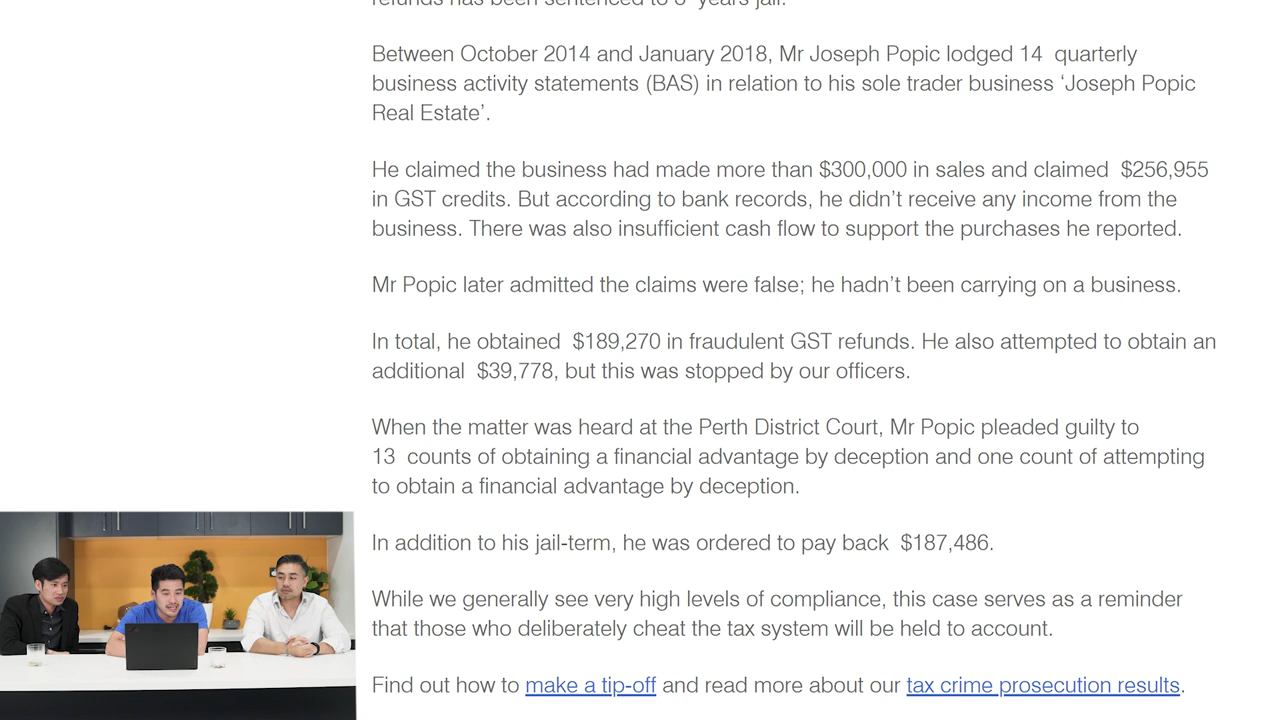 refunds has been sentenced to 3 years jail.
Between October 2014 and January 2018, Mr Joseph Popic lodged 14 quarterly
business activity statements (BAS) in relation to his sole trader business ‘Joseph Popic
Real Estate’.
He claimed the business had made more than $300,000 in sales and claimed $256,955
in GST credits. But according to bank records, he didn’t receive any income from the
business. There was also insufficient cash flow to support the purchases he reported.
Mr Popic later admitted the claims were false; he hadn’t been carrying on a business.
In total, he obtained $189,270 in fraudulent GST refunds. He also attempted to obtain an
additional $39,778, but this was stopped by our officers.
When the matter was heard at the Perth District Court, Mr Popic pleaded guilty to
13 counts of obtaining a financial advantage by deception and one count of attempting
to obtain a financial advantage by deception.
In addition to his jail-term, he was ordered to pay back $187,486.
While we generally see very high levels of compliance, this case serves as a reminder
that those who deliberately cheat the tax system will be held to account.
Find out how to make a tip-off and read more about our tax crime prosecution results.